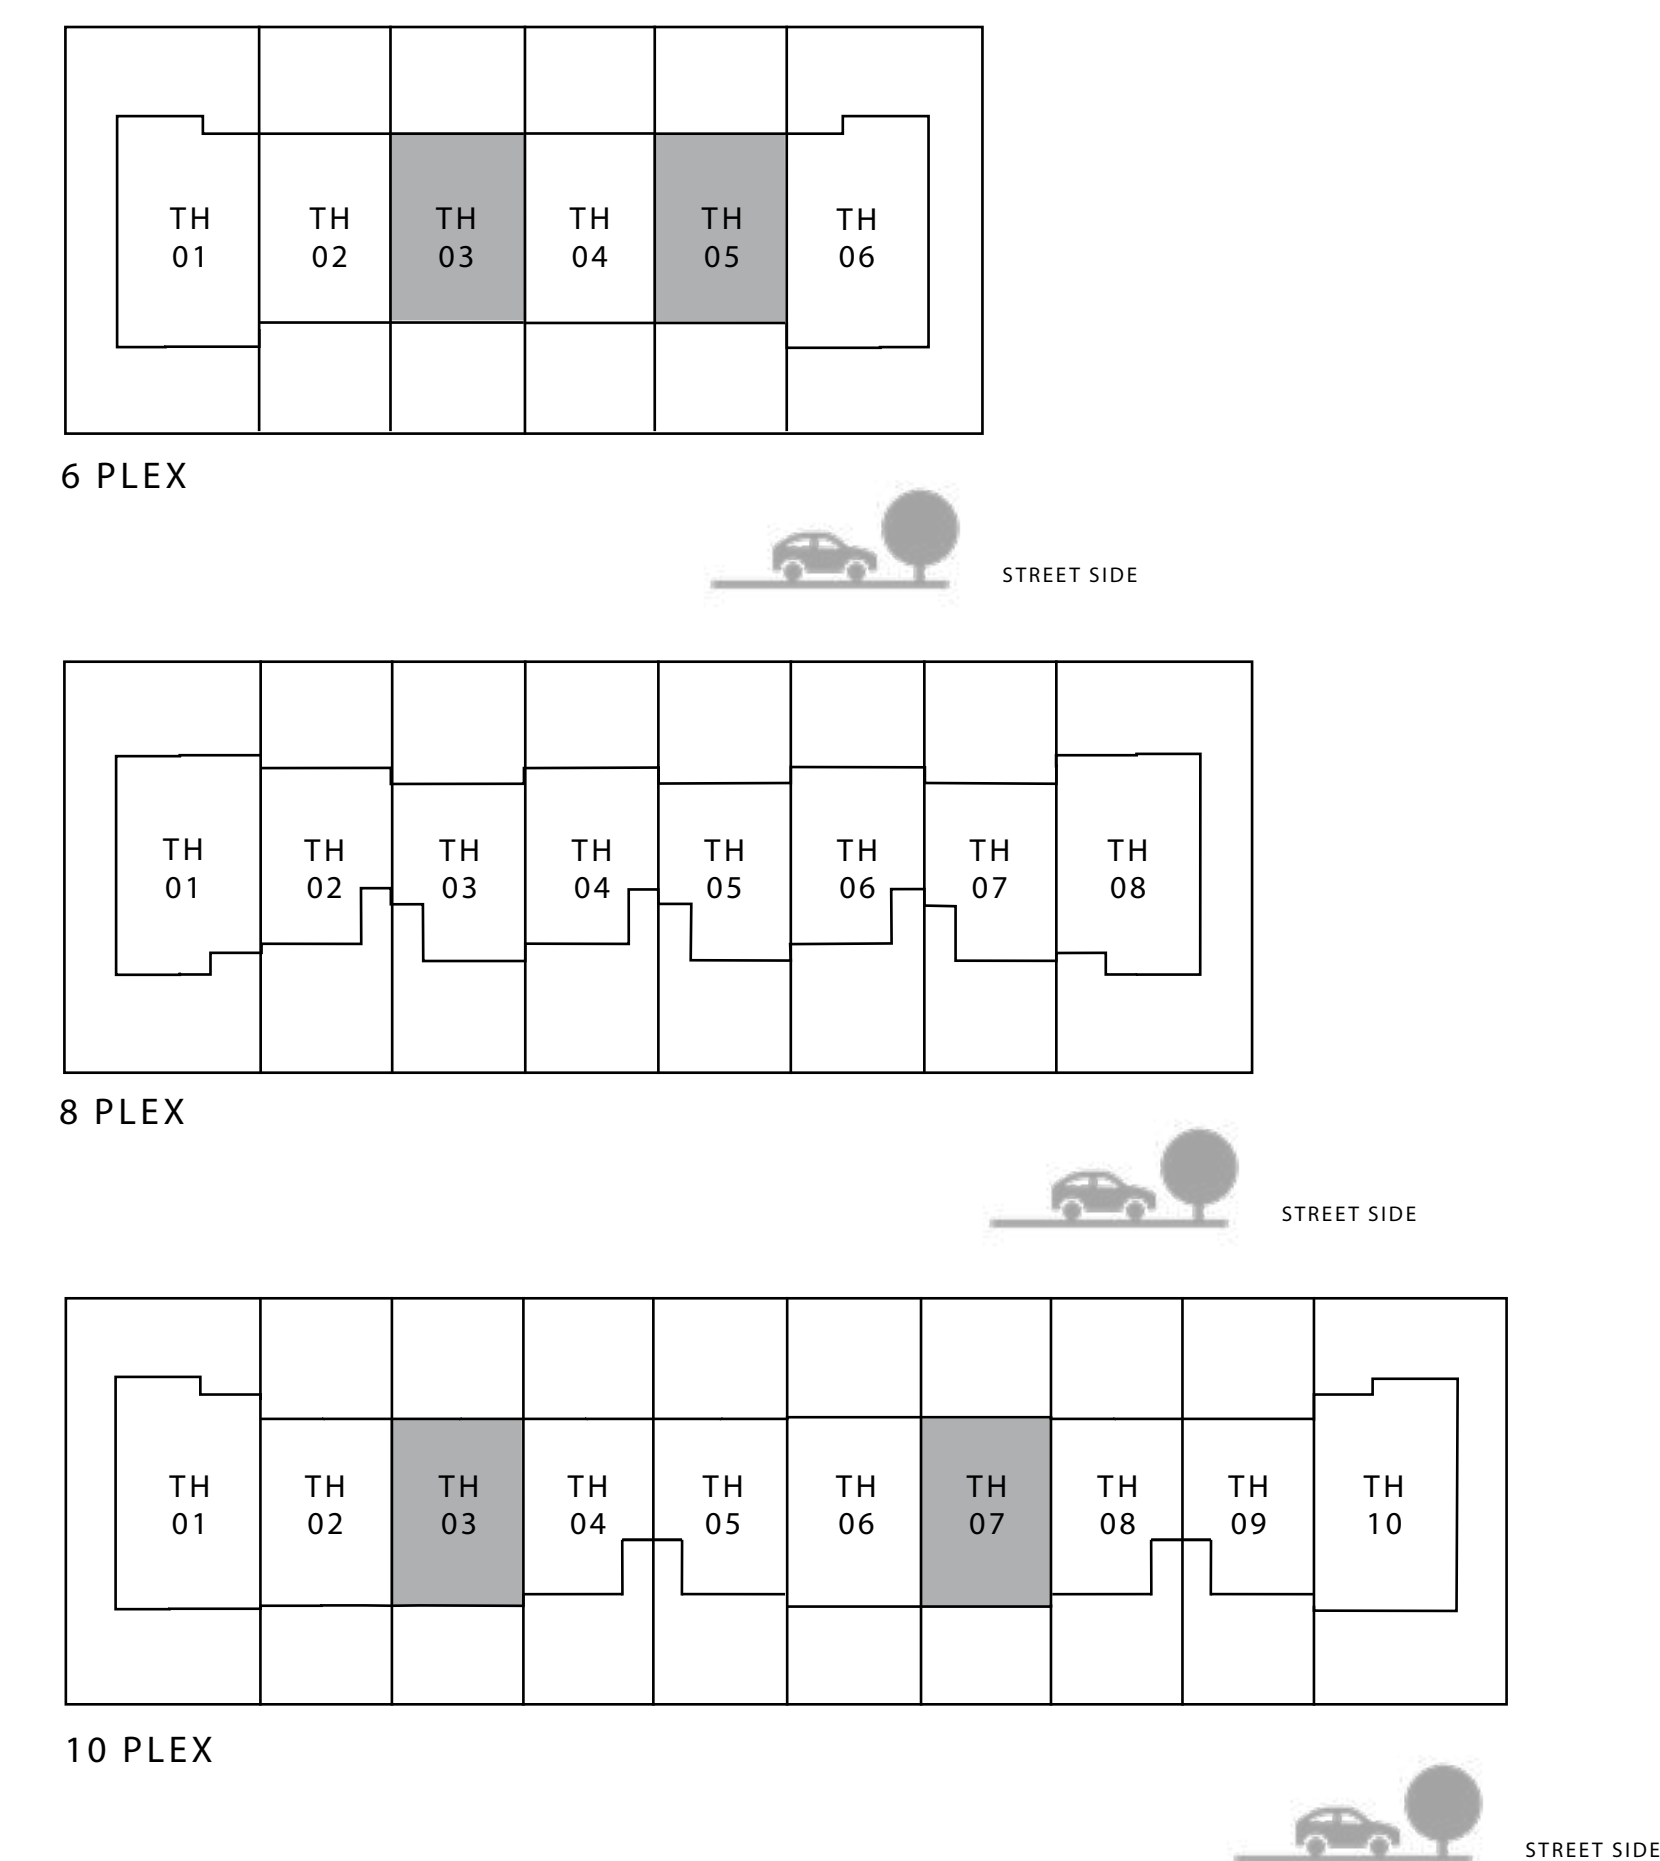 TH TH TH TH TH TH
01 02 03 04 05 06
6 PLEX
STREET SIDE
TH TH TH TH TH TH TH TH
01 02 03 04 05 06 07 08
8 PLEX
STREET SIDE
TH TH TH TH TH TH TH TH TH TH
01 02 03 04 05 06 07 08 09 10
10 PLEX
STREET SIDE